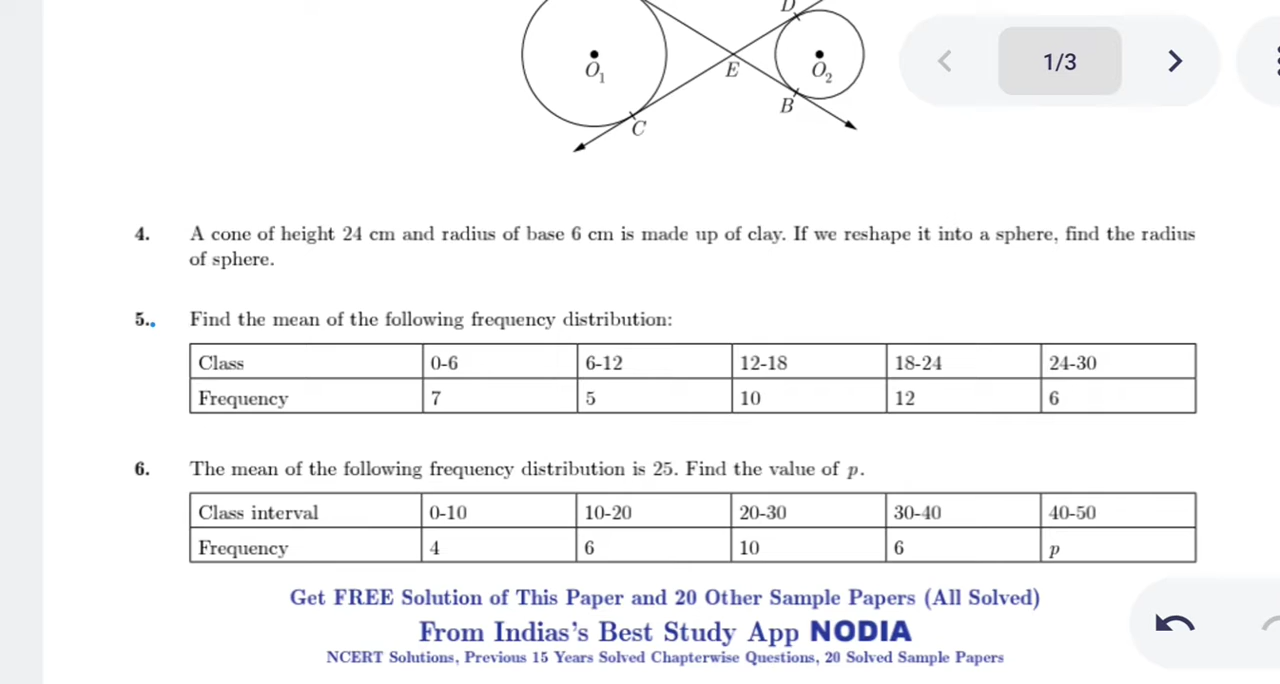 D
1/3
O1
E
O2
B
C
4. A cone of height 24 cm and radius of base 6 cm is made up of clay. If we reshape it into a sphere, find the radius
of sphere.
5.. Find the mean of the following frequency distribution:
Class 0-6 6-12 12-18 18-24 24-30
Frequency 7 5 10 12 6
6. The mean of the following frequency distribution is 25. Find the value of p.
Class interval 0-10 10-20 20-30 30-40 40-50
Frequency 4 6 10 6 p
Get FREE Solution of This Paper and 20 Other Sample Papers (All Solved)
From Indias's Best Study App NODIA
NCERT Solutions, Previous 15 Years Solved Chapterwise Questions, 20 Solved Sample Papers